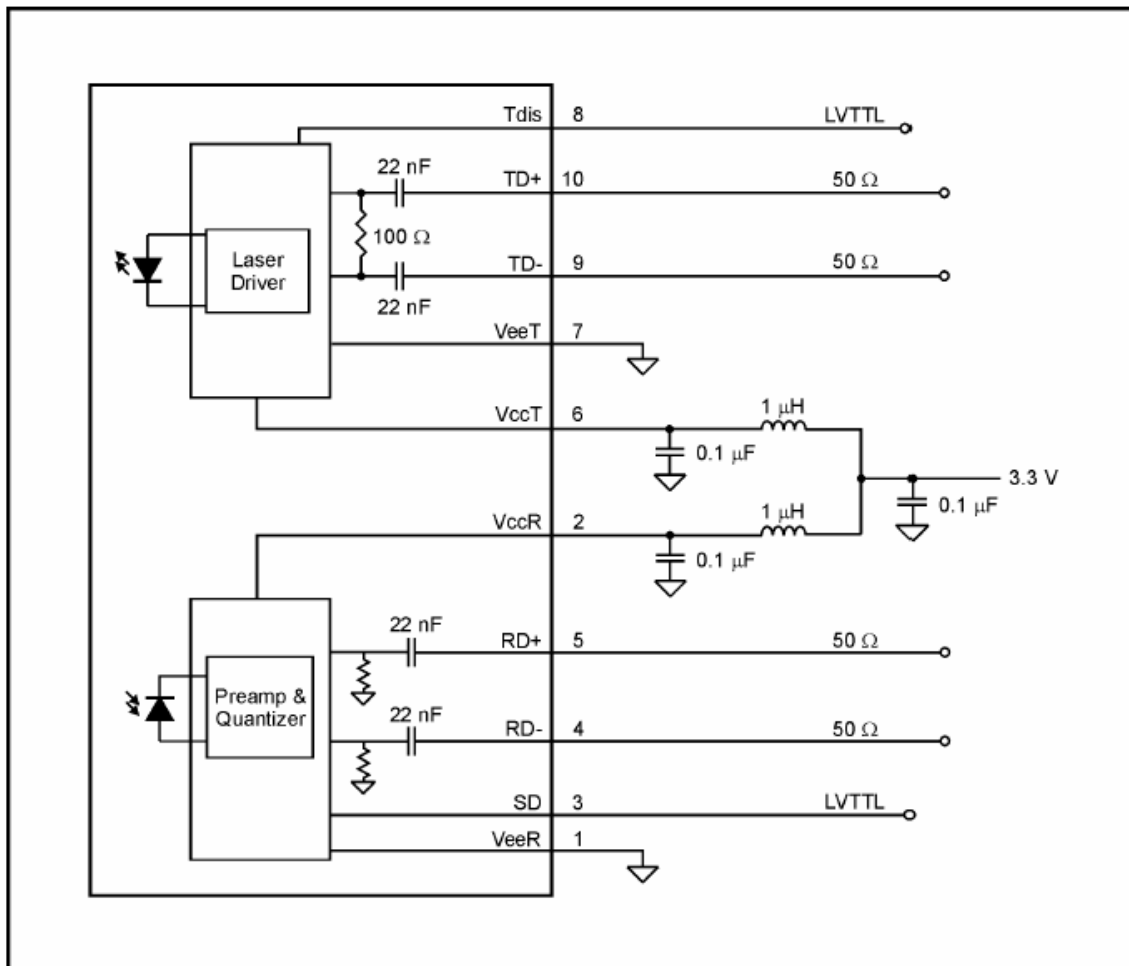 Tdis 8 LVTTL
22 nF TD+ 10 50 Ω
100 Ω
Laser
Driver
TD- 9 50 Ω
22 nF
VeeT 7
VccT 6 1 μH
0.1 μF
3.3 V
0.1 μF
VccR 2 1 μH
0.1 μF
22 nF RD+ 5 50 Ω
Preamp &
Quantizer
22 nF RD- 4 50 Ω
SD 3 LVTTL
VeeR 1